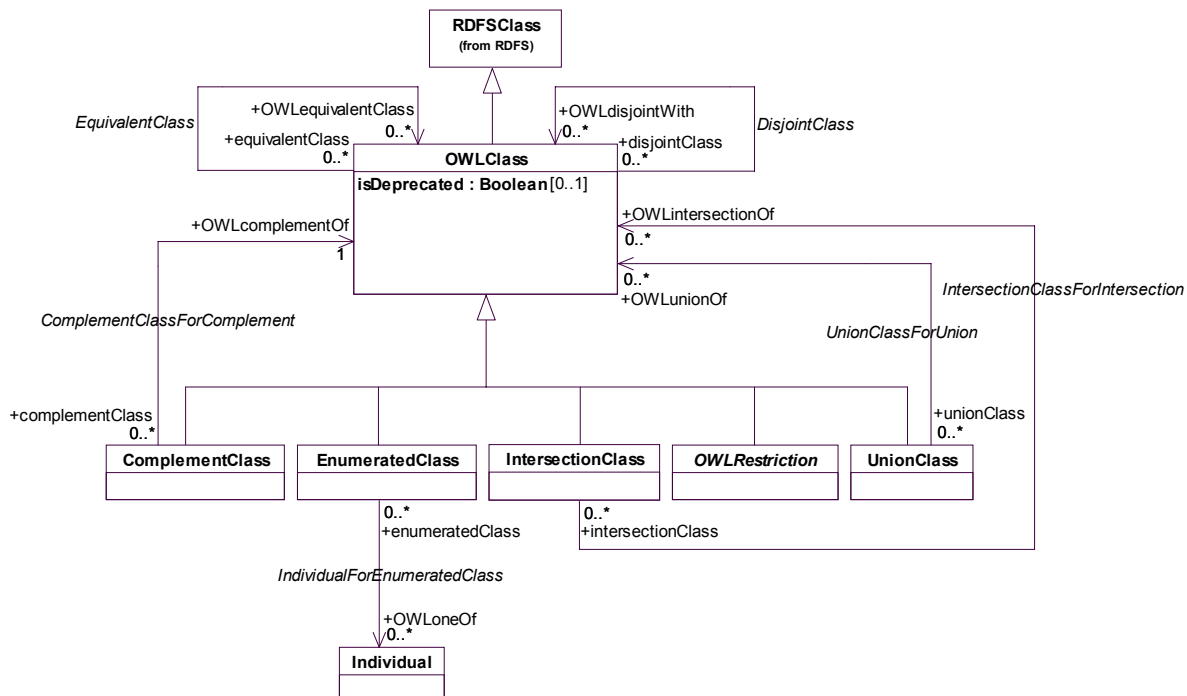 RDFSClass
(from RDFS)
EquivalentClass
+OWLequivalentClass
0..*
+equivalentClass
0..*
+OWLdisjointWith
0..*
+disjointClass
0..*
DisjointClass
OWLClass
isDeprecated : Boolean[0..1]
+OWLcomplementOf
1
+OWLintersectionOf
0..*
0..*
+OWLunionOf
IntersectionClassForIntersection
ComplementClassForComplement
UnionClassForUnion
+complementClass
0..*
+unionClass
0..*
ComplementClass
EnumeratedClass
IntersectionClass
OWLRestriction
UnionClass
0..*
+enumeratedClass
0..*
+intersectionClass
IndividualForEnumeratedClass
+OWLoneOf
0..*
Individual